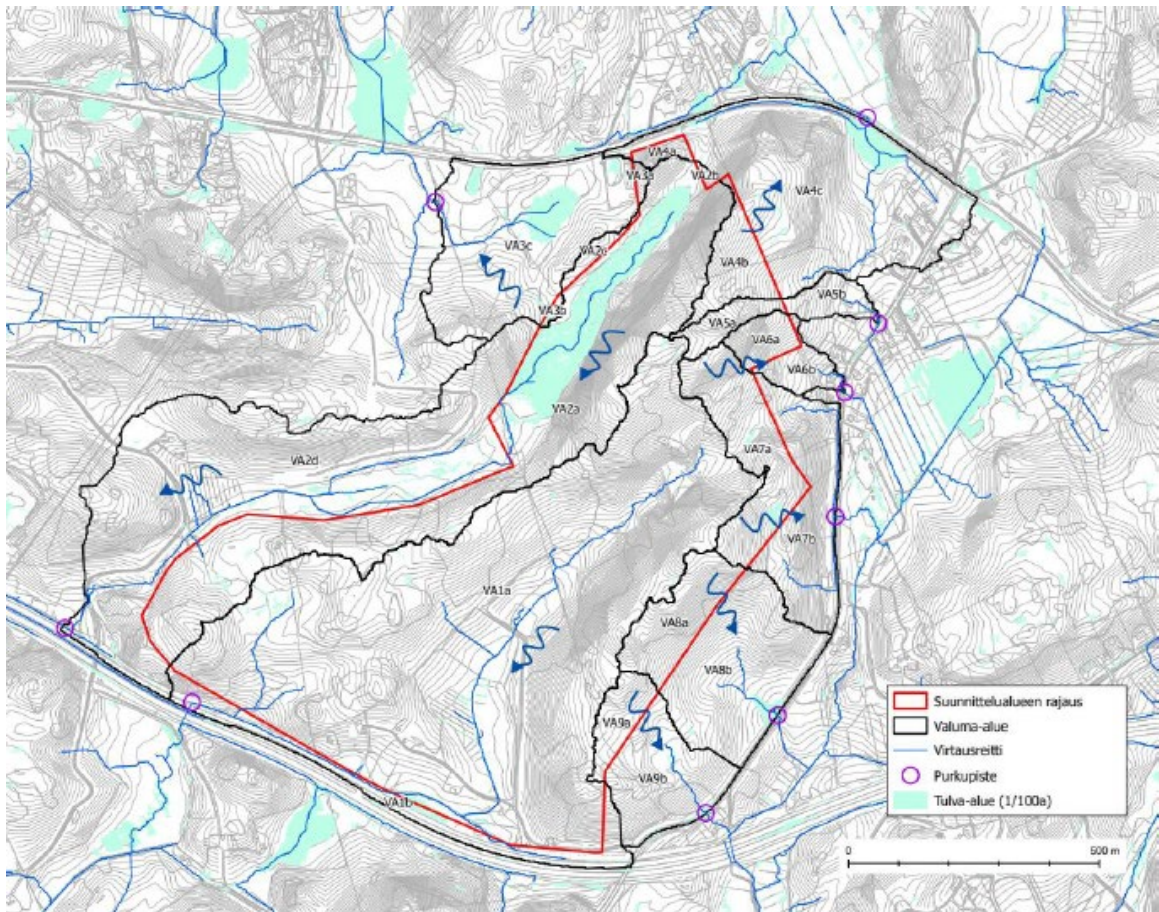 VA4a
VA3a
VA2b
VA4c
VA3c
VA2c
VA4b
VA5b
VA3b
VA5a
VA6a
VA6b
VA2a
VA7a
VA2d
VA7b
VA1a
VA8a
VA8b
VA9a
VA9b
VA1b
Suunnittelualueen rajaus
Valuma-alue
Virtausreitti
Purkupiste
Tulva-alue (1/100a)
0
500 m